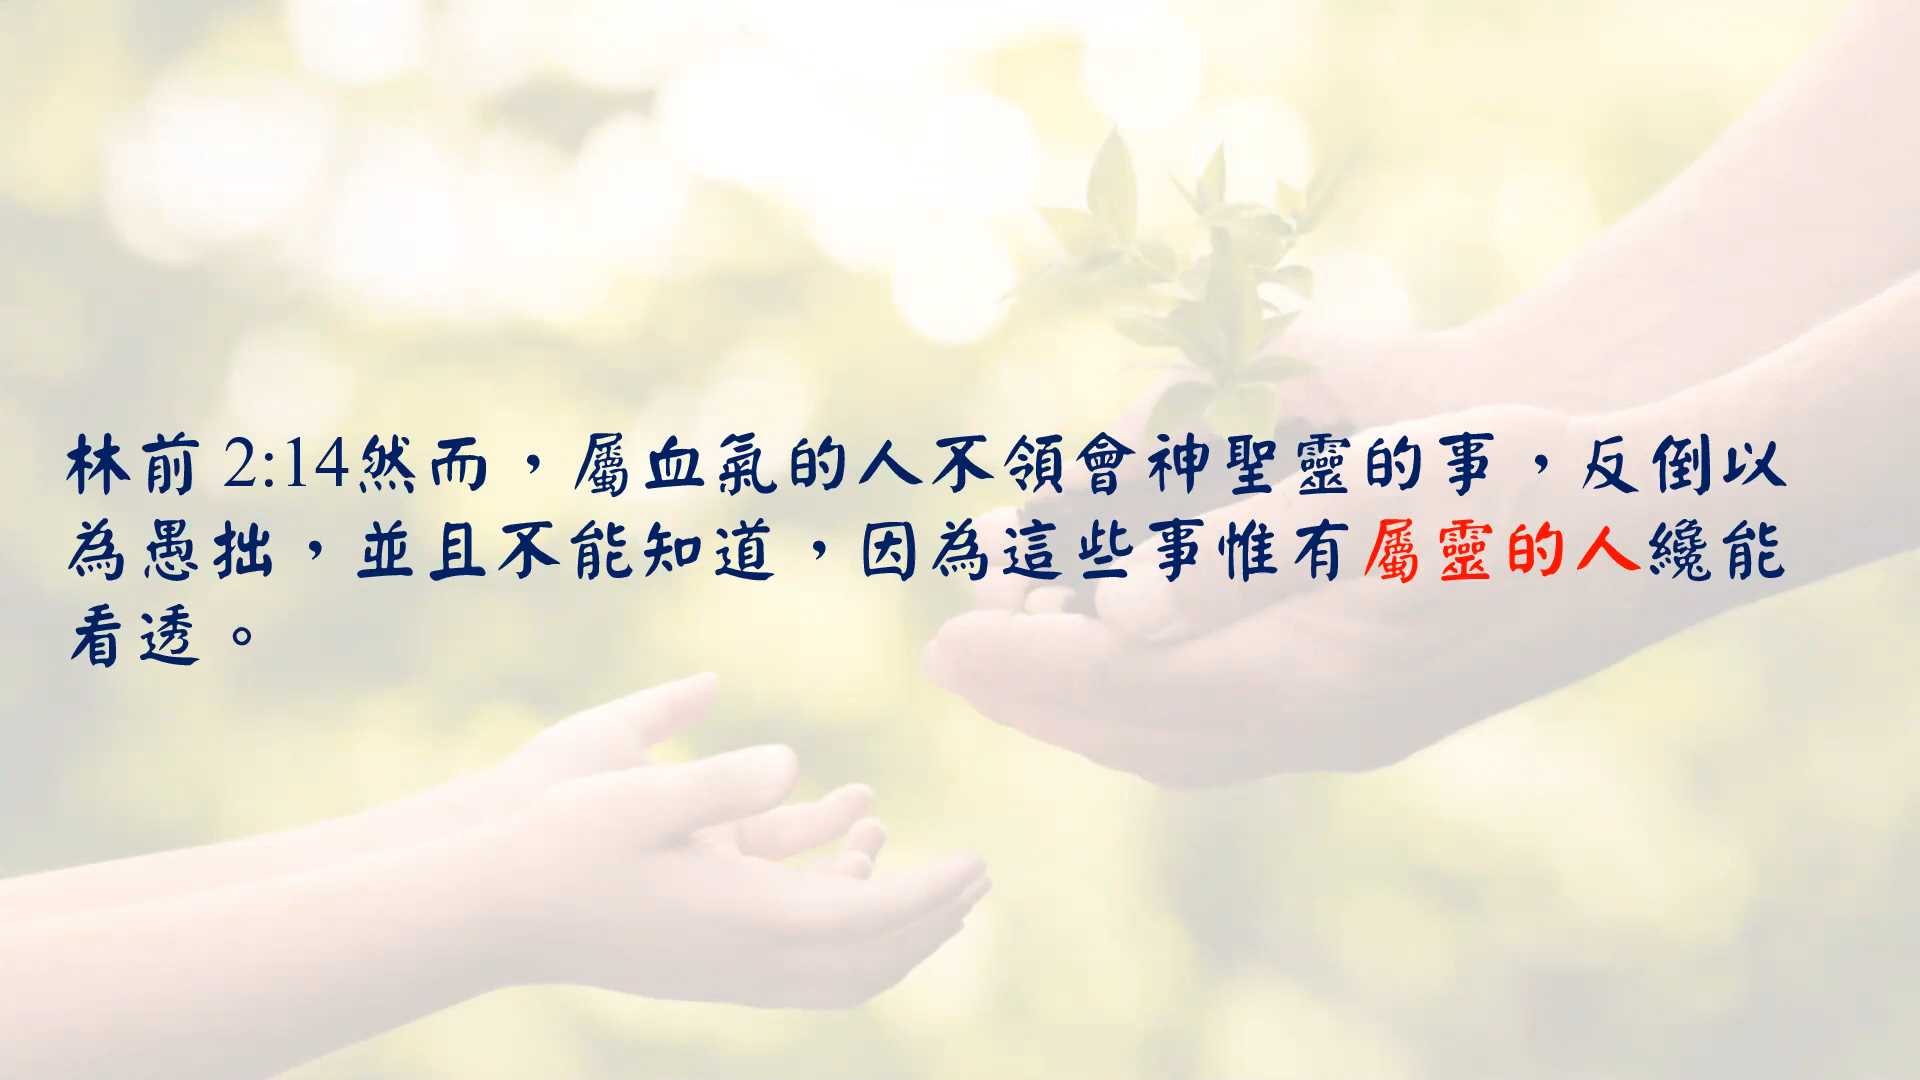 林前 2:14然而，屬血氣的人不領會神聖靈的事，反倒以
為愚拙，並且不能知道，因為這些事惟有屬靈的人纔能
看透。